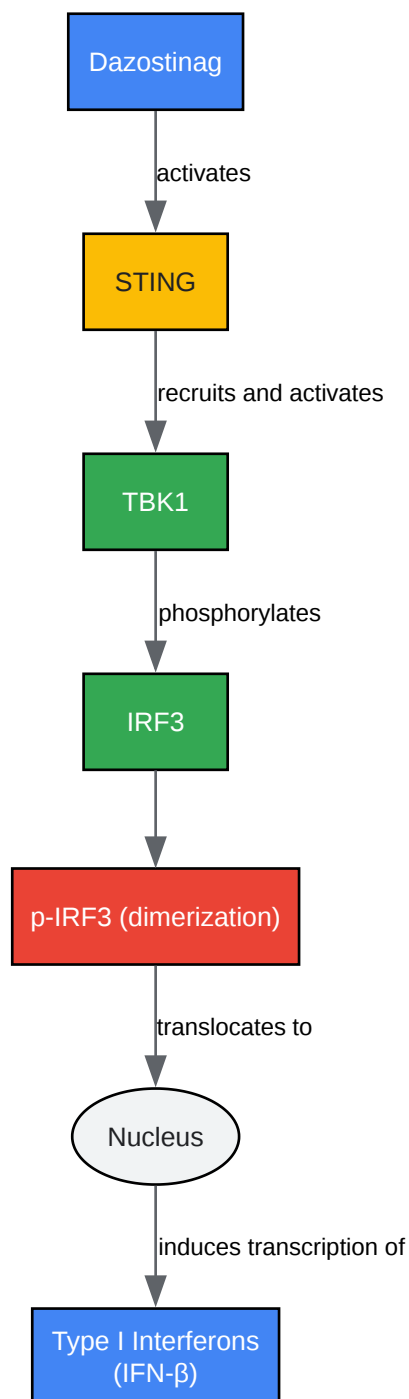 Dazostinag
activates
STING
recruits and activates
TBK1
phosphorylates
IRF3
p-IRF3 (dimerization)
translocates to
Nucleus
induces transcription of
Type I Interferons
(IFN-β)